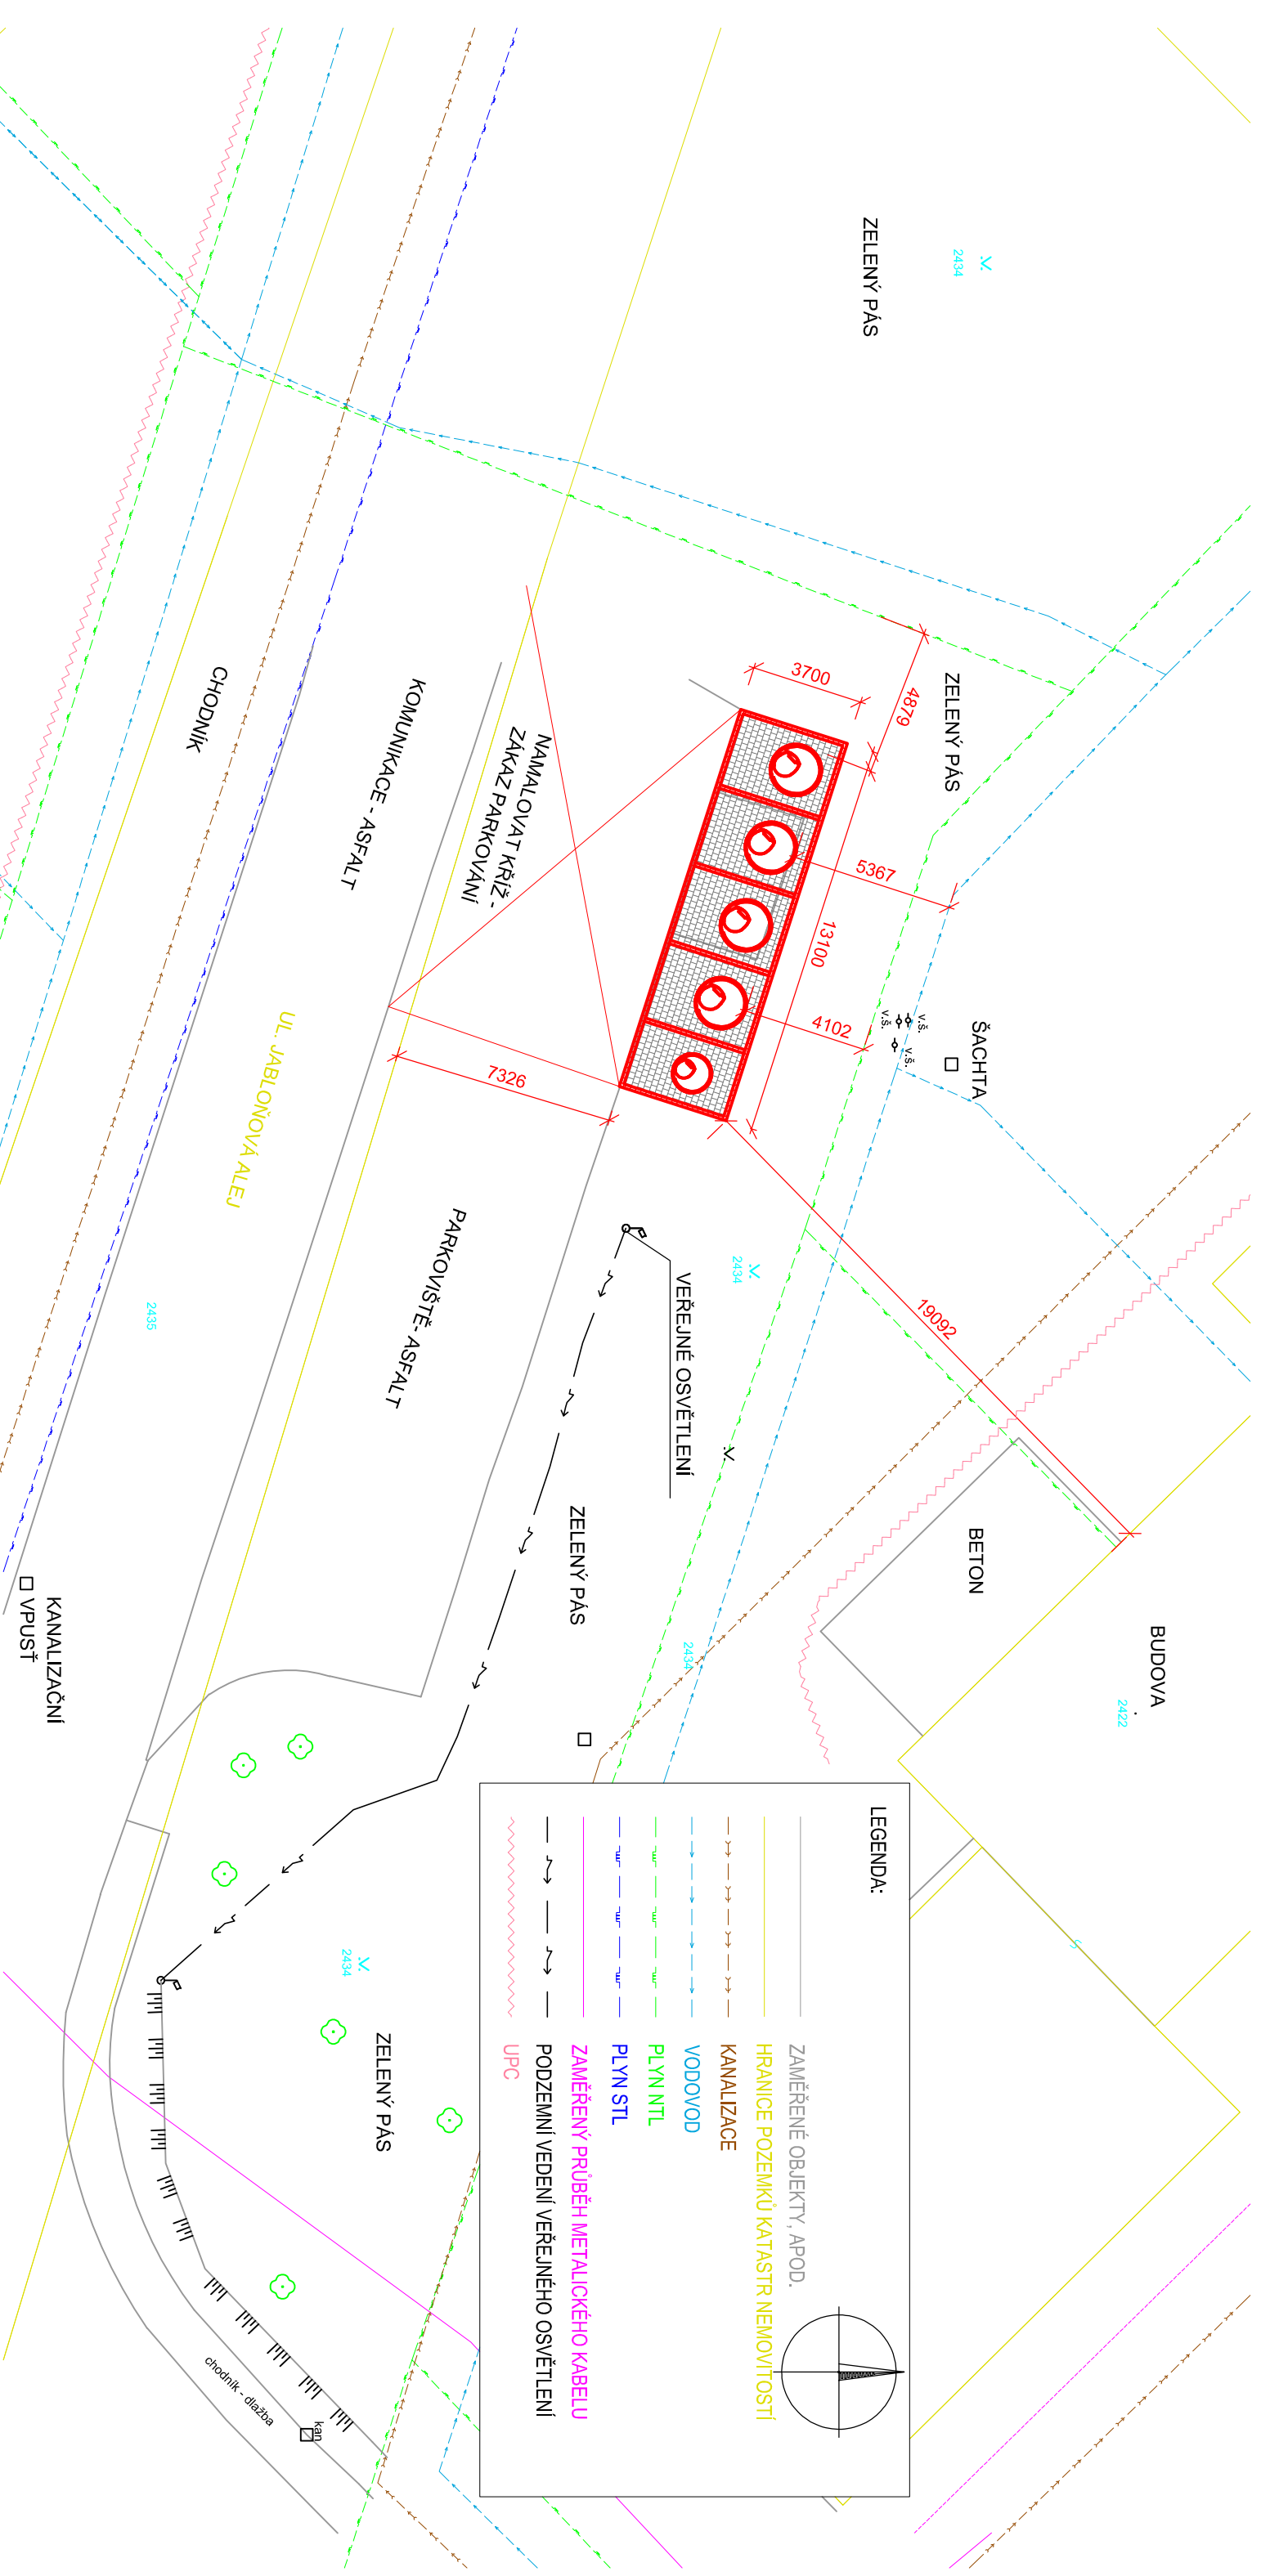 ZELENÝ PÁS
2434
ZELENÝ PÁS
3700
4879
5367
13100
4102
7326
19092
CHODNÍK
KOMUNIKACE - ASFALT
NAMALOVAT KŘÍŽ -
ZÁKAZ PARKOVÁNÍ
v.š.
v.š.
v.š.
ŠACHTA
UL. JABLOŇOVÁ ALEJ
PARKOVIŠTĚ- ASFALT
VEŘEJNÉ OSVĚTLENÍ
2434
2435
ZELENÝ PÁS
BETON
BUDOVA
2422
2434
KANALIZAČNÍ
VPUSŤ
2434
ZELENÝ PÁS
chodník - dlažba
kan
LEGENDA:
ZAMĚŘENÉ OBJEKTY, APOD.
HRANICE POZEMKŮ KATASTR NEMOVITOSTÍ
KANALIZACE
VODOVOD
PLYN NTL
PLYN STL
ZAMĚŘENÝ PRŮBĚH METALICKÉHO KABELU
PODZEMNÍ VEDENÍ VEŘEJNÉHO OSVĚTLENÍ
UPC